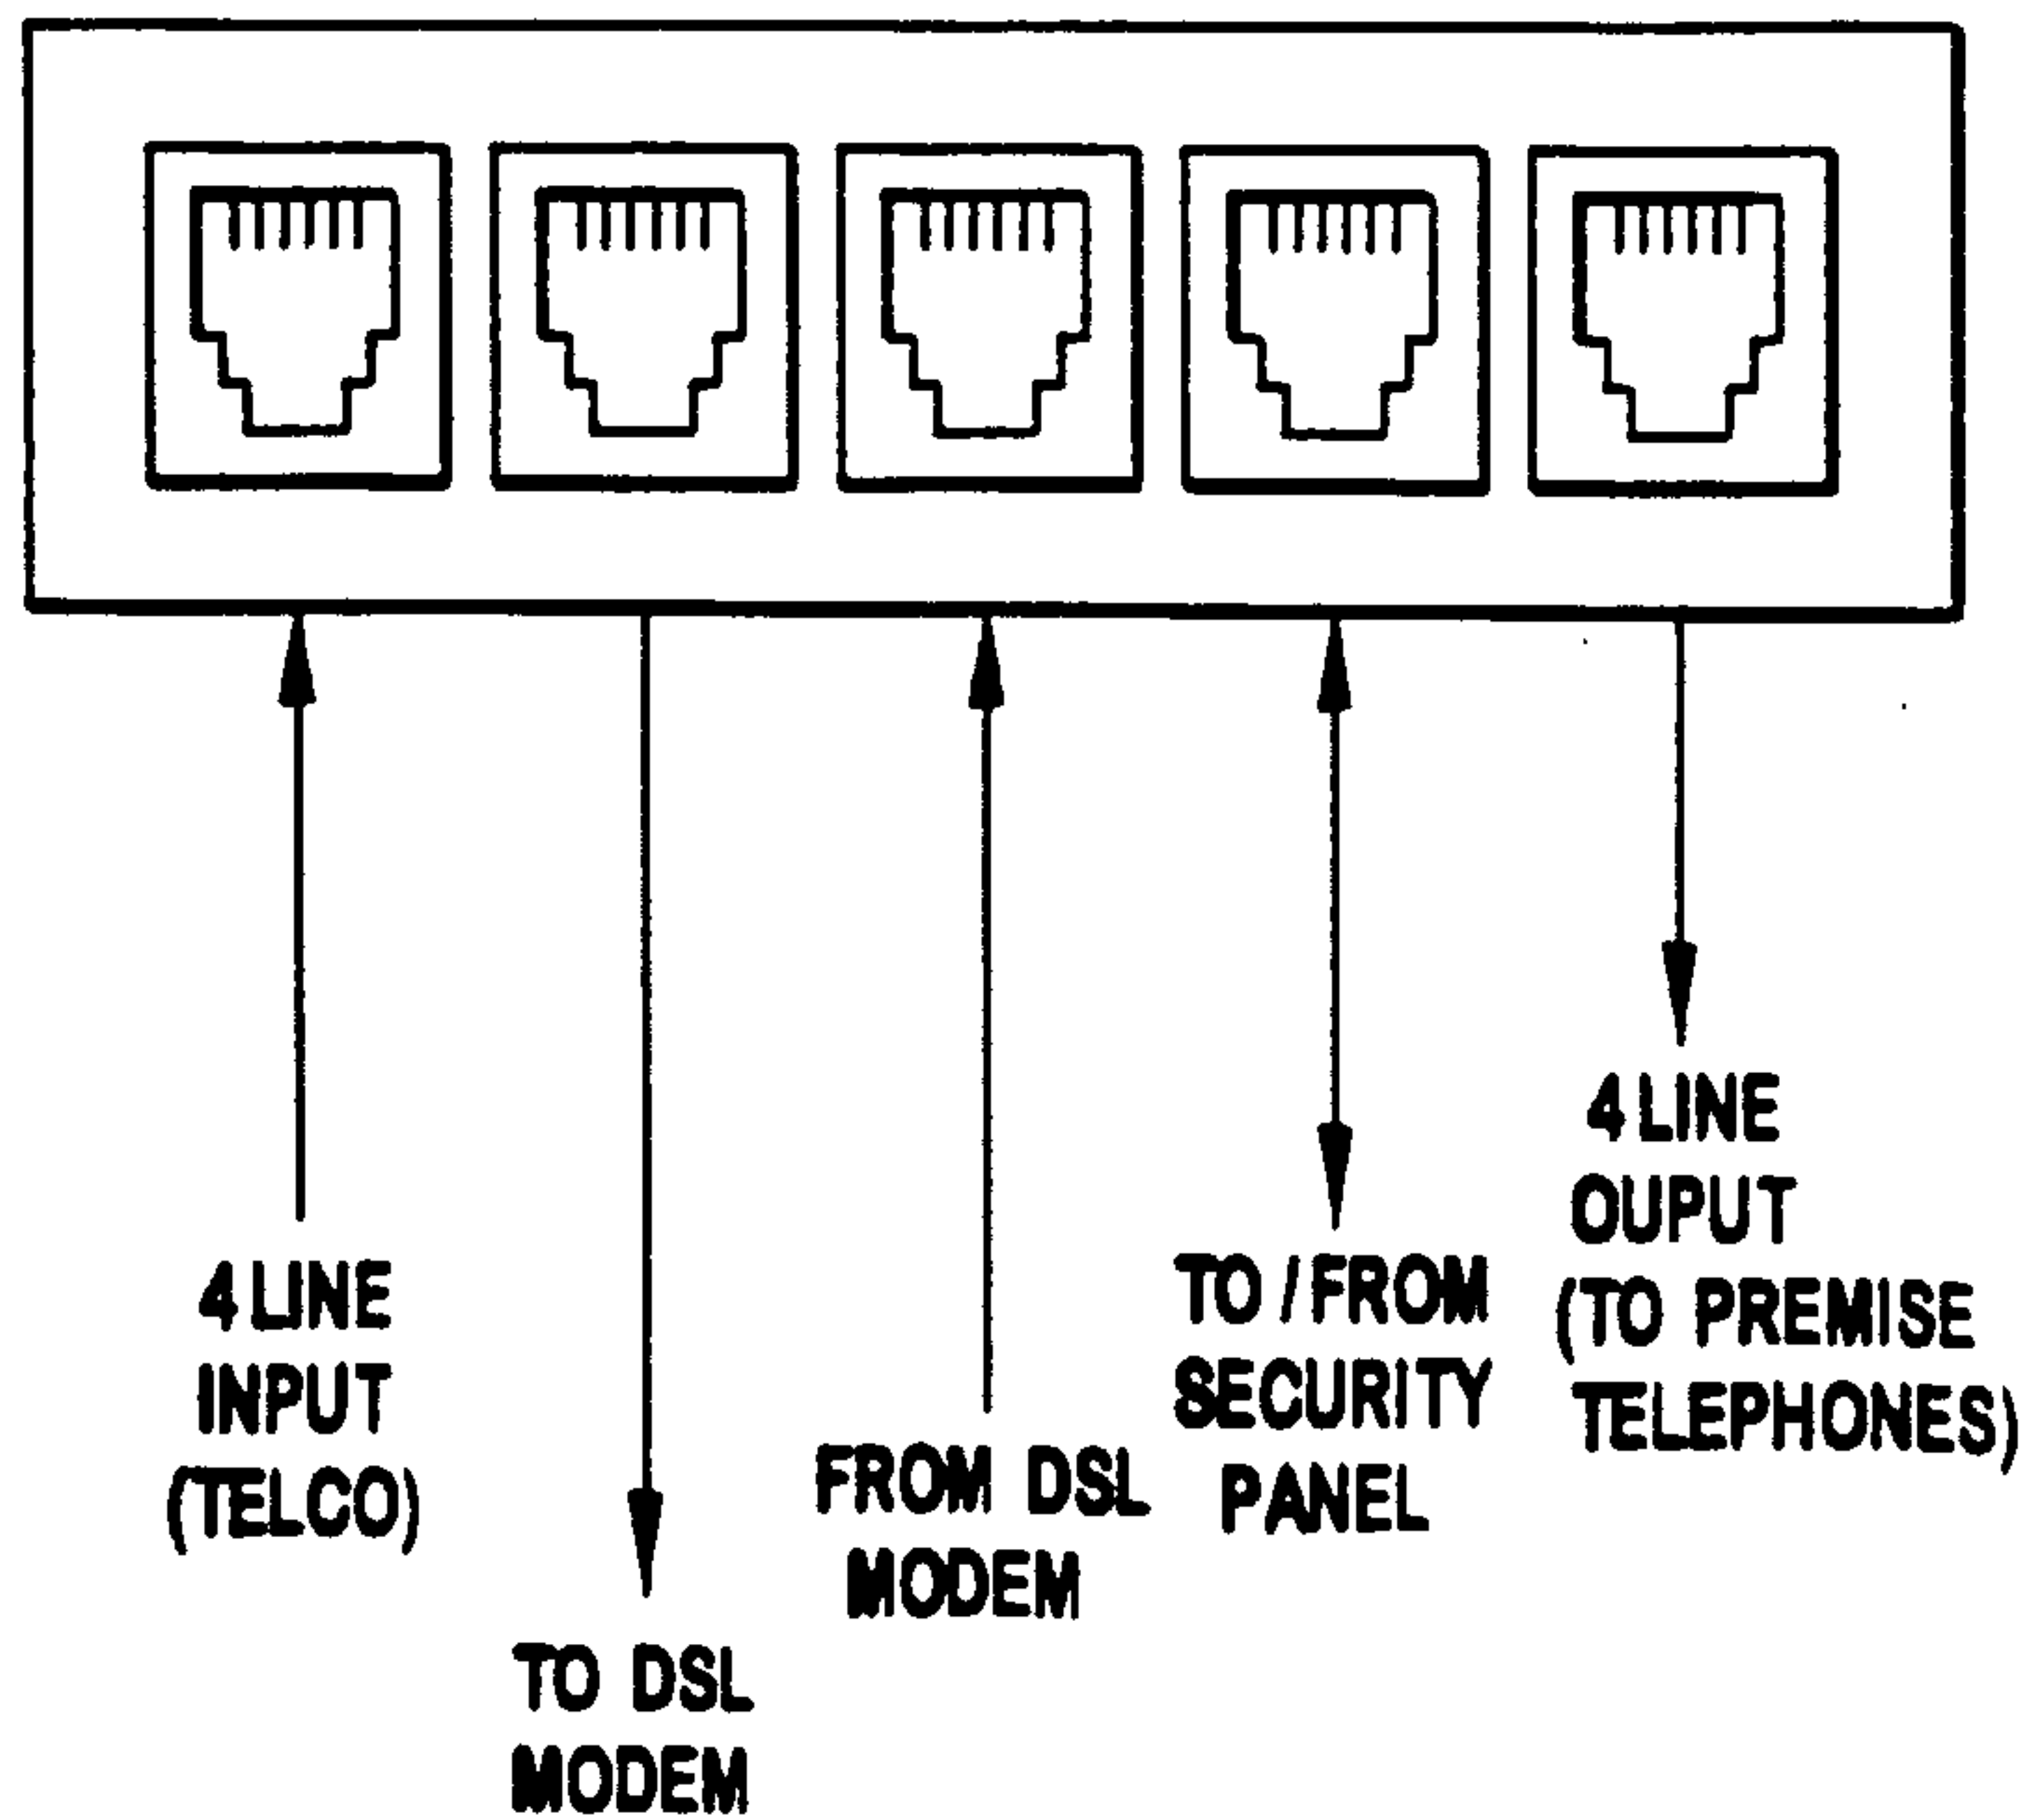 4 LINE
INPUT
(TELCO)
TO DSL
MODEM
FROM DSL
MODEM
TO / FROM
SECURITY
PANEL
4 LINE
OUPUT
(TO PREMISE
TELEPHONES)